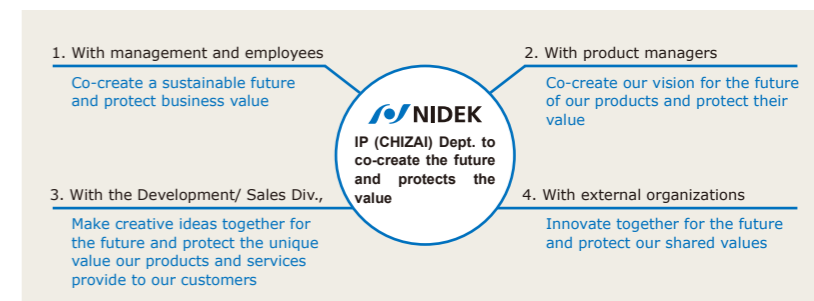 1. With management and employees
Co-create a sustainable future
and protect business value
2. With product managers
Co-create our vision for the future
of our products and protect their
value
NIDEK
IP (CHIZAI) Dept. to
co-create the future
and protects the
value
3. With the Development/ Sales Div.,
Make creative ideas together for
the future and protect the unique
value our products and services
provide to our customers
4. With external organizations
Innovate together for the future
and protect our shared values